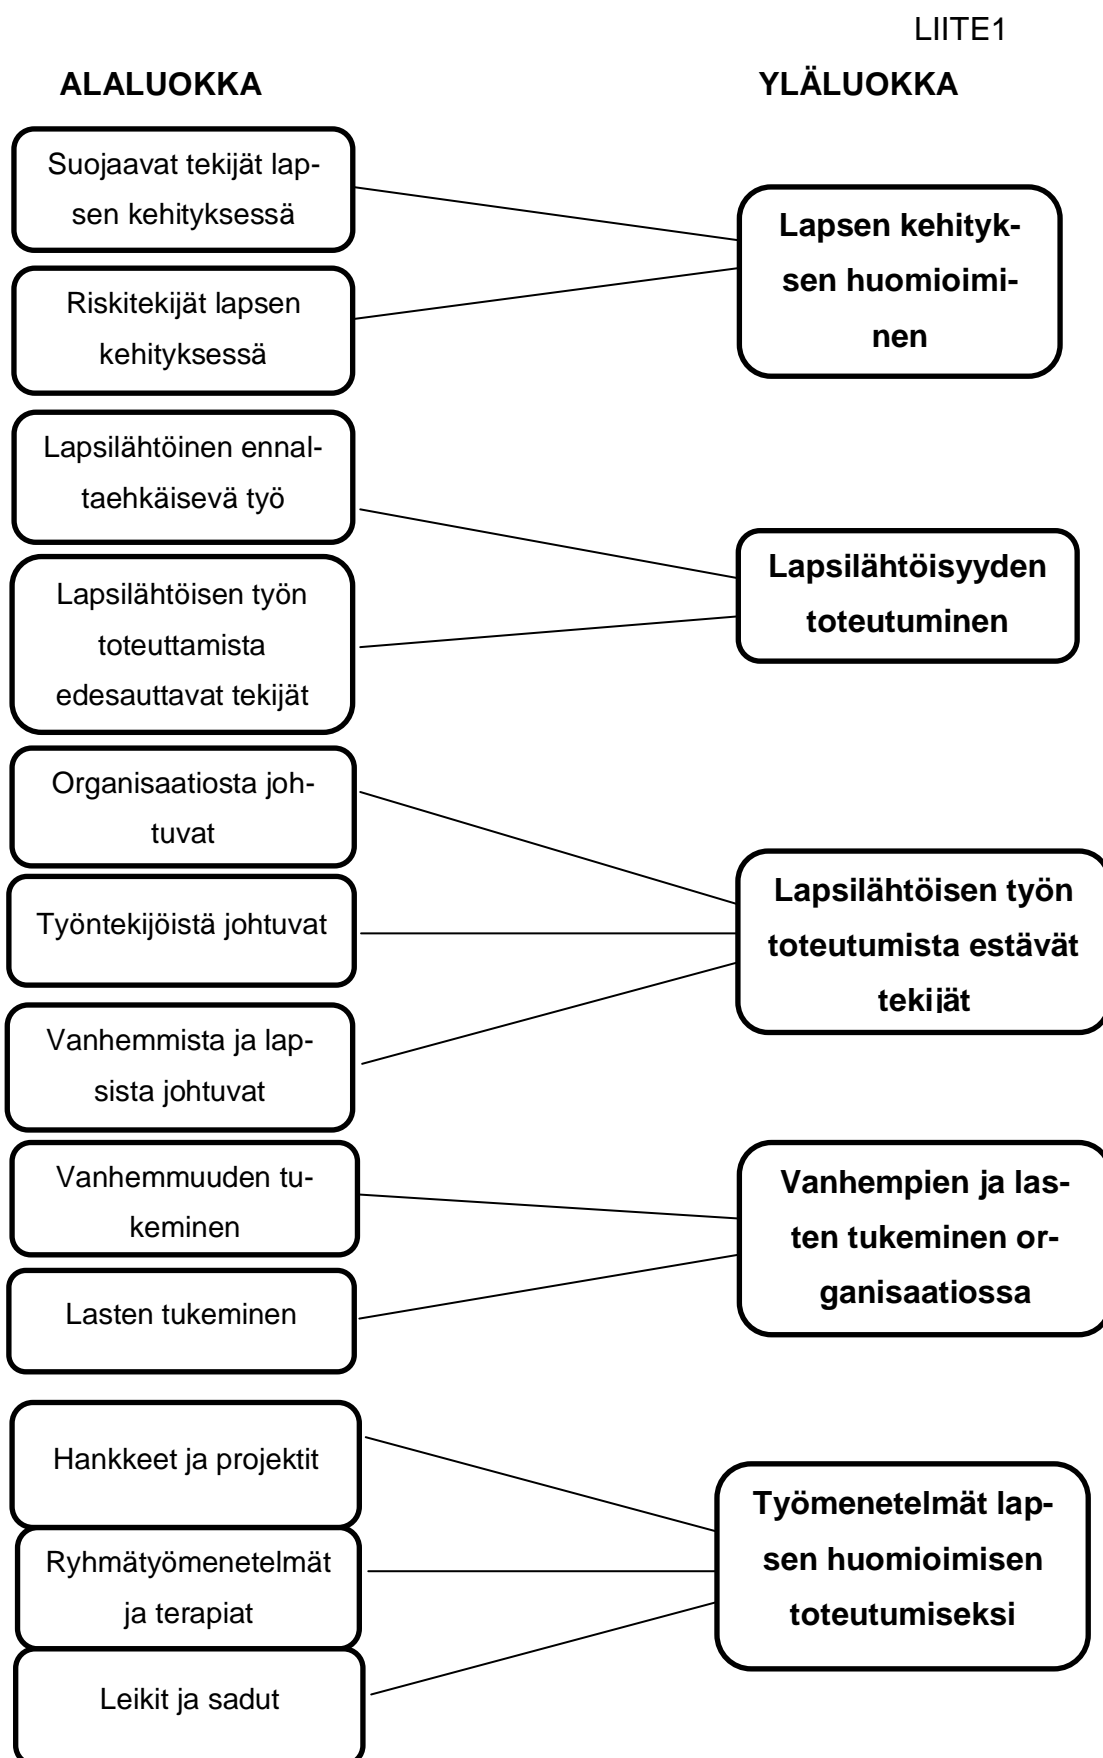 LIITE1
ALALUOKKA
YLÄLUOKKA
Suojaavat tekijät lap-
sen kehityksessä
Riskitekijät lapsen
kehityksessä
Lapsen kehityk-
sen huomioimi-
nen
Lapsilähtöinen ennal-
taehkäisevä työ
Lapsilähtöisen työn
toteuttamista
edesauttavat tekijät
Lapsilähtöisyyden
toteutuminen
Organisaatiosta joh-
tuvat
Työntekijöistä johtuvat
Vanhemmista ja lap-
sista johtuvat
Lapsilähtöisen työn
toteutumista estävät
tekijät
Vanhemmuuden tu-
keminen
Lasten tukeminen
Vanhempien ja las-
ten tukeminen or-
ganisaatiossa
Hankkeet ja projektit
Ryhmätyömenetelmät
ja terapiat
Leikit ja sadut
Työmenetelmät lap-
sen huomioimisen
toteutumiseksi